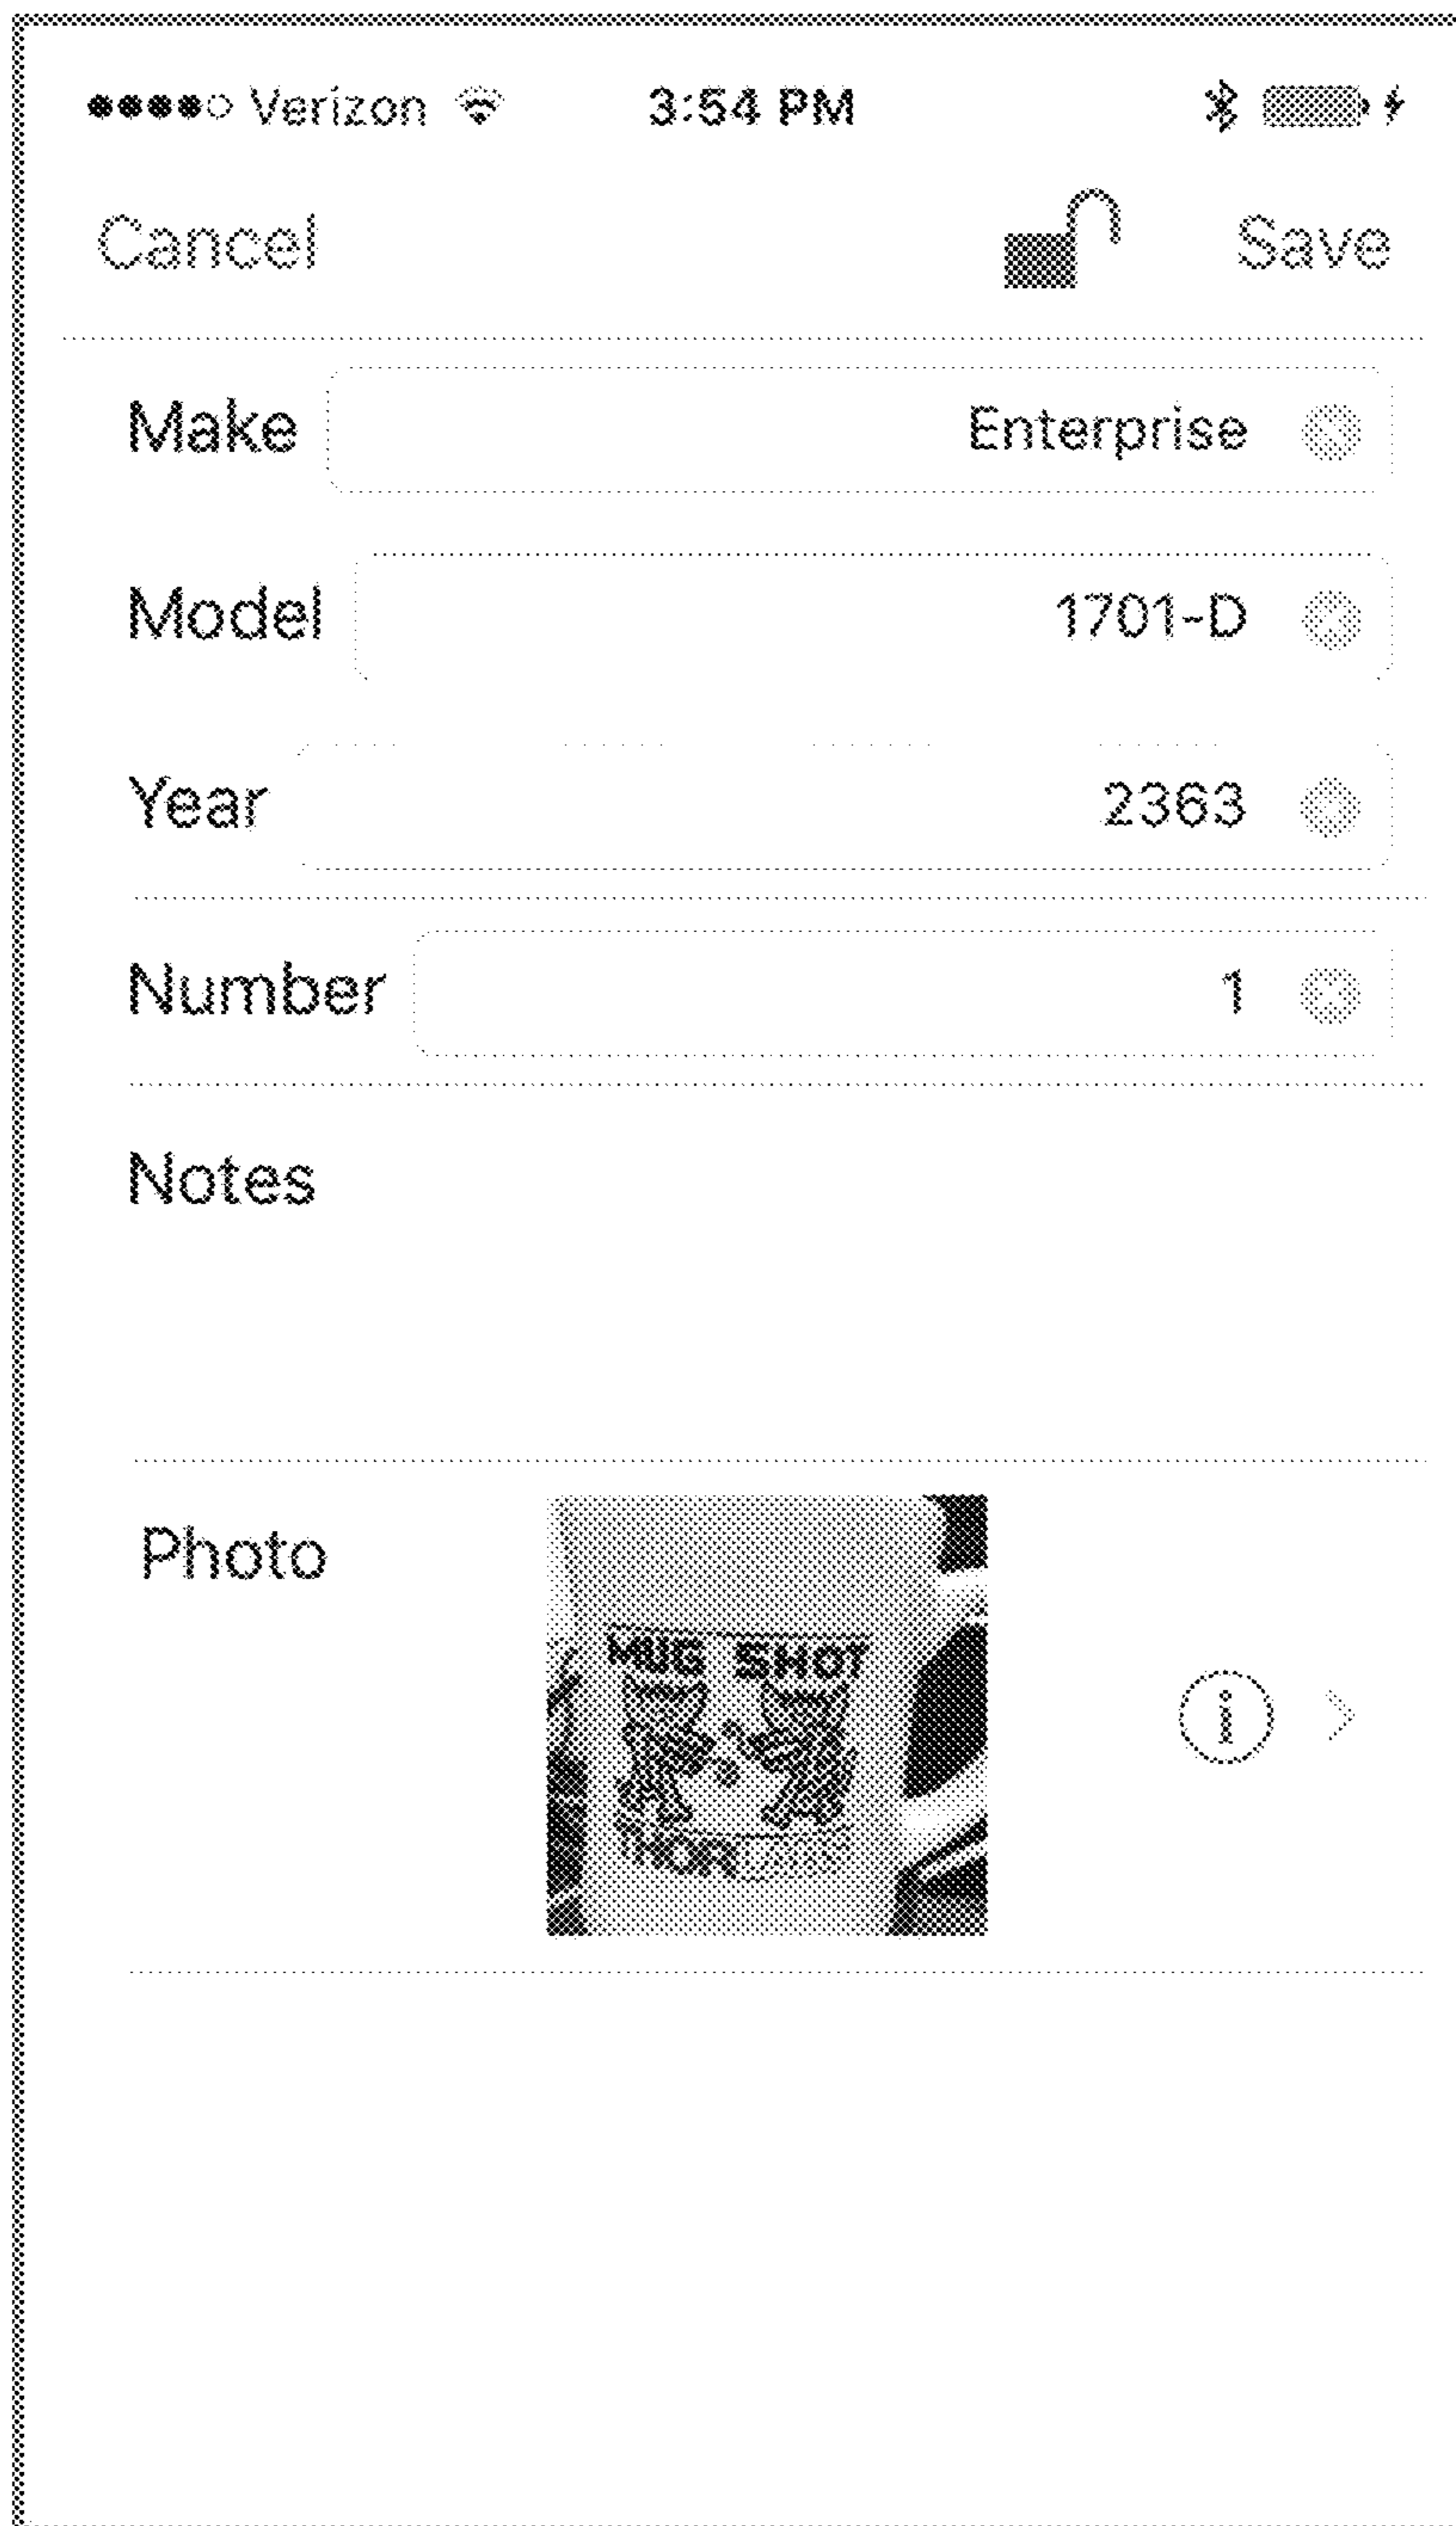 Verizon 3:54 PM
Cancel Save
Make Enterprise
Model 1701-D
Year 2363
Number 1
Notes
Photo
MUG SHOT